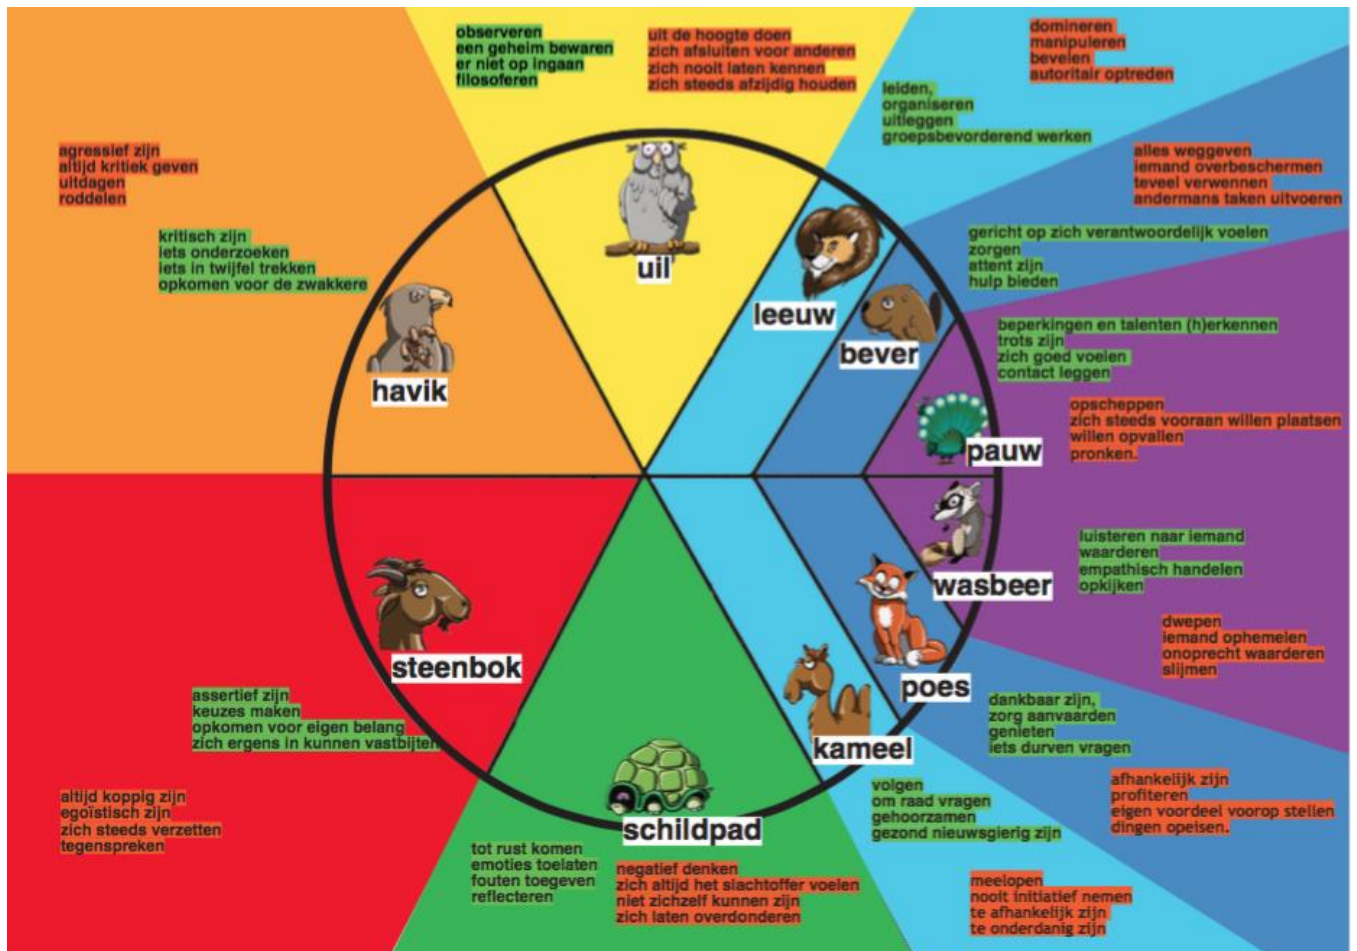 observeren
een geheim bewaren
er niet op ingaan
filosoferen
uit de hoogte doen
zich afsluiten voor anderen
zich nooit laten kennen
zich steeds afzijdig houden
domineren
manipuleren
bevelen
autoritair optreden
leiden,
organiseren
uitleggen
groepsbevorderend werken
agressief zijn
altijd kritiek geven
uitdagen
roddelen
alles weggeven
iemand overbeschermen
teveel verwennen
andermans taken uitvoeren
kritisch zijn
iets onderzoeken
iets in twijfel trekken
opkomen voor de zwakkere
gericht op zich verantwoordelijk voelen
zorgen
attent zijn
hulp bieden
uil
leeuw
bever
havik
beperkingen en talenten (h)erkennen
trots zijn
zich goed voelen
contact leggen
opscheppen
zich steeds vooraan willen plaatsen
willen opvallen
pronken.
pauw
wasbeer
luisteren naar iemand
waarderen
empathisch handelen
opkijken
dwepen
iemand ophemelen
onoprecht waarderen
slijmen
steenbok
poes
kameel
schildpad
assertief zijn
keuzes maken
opkomen voor eigen belang
zich ergens in kunnen vastbijten
dankbaar zijn,
zorg aanvaarden
genieten
iets durven vragen
afhankelijk zijn
profiteren
eigen voordeel voorop stellen
dingen opeisen.
altijd koppig zijn
egoïstisch zijn
zich steeds verzetten
tegenspreken
volgen
om raad vragen
gehoorzamen
gezond nieuwsgierig zijn
tot rust komen
emoties toelaten
fouten toegeven
reflecteren
negatief denken
zich altijd het slachtoffer voelen
niet zichzelf kunnen zijn
zich laten overdonderen
meelopen
nooit initiatief nemen
te afhankelijk zijn
te onderdanig zijn